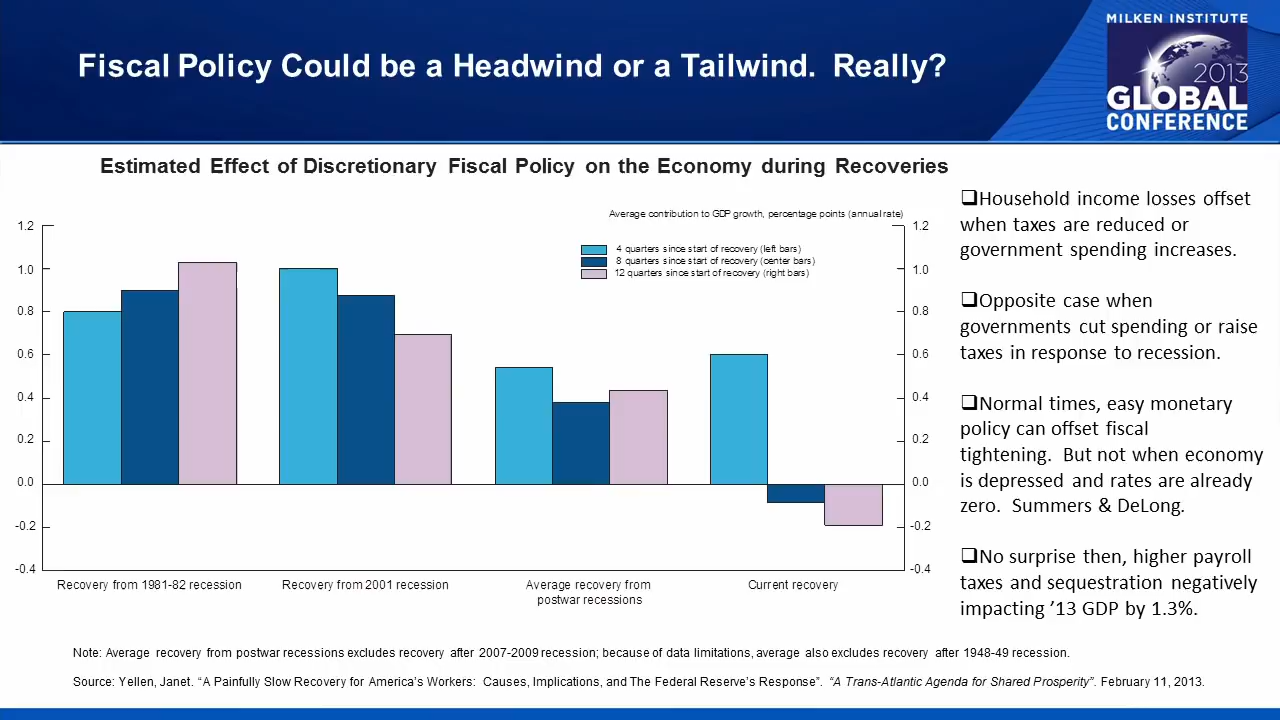 MILKEN INSTITUTE
2013
GLOBAL
CONFERENCE
Fiscal Policy Could be a Headwind or a Tailwind.  Really?
Estimated Effect of Discretionary Fiscal Policy on the Economy during Recoveries
Average contribution to GDP growth, percentage points (annual rate)
4 quarters since start of recovery (left bars)
8 quarters since start of recovery (center bars)
12 quarters since start of recovery (right bars)
1.2
1.0
0.8
0.6
0.4
0.2
0.0
-0.2
-0.4
1.2
1.0
0.8
0.6
0.4
0.2
0.0
-0.2
-0.4
Recovery from 1981-82 recession
Recovery from 2001 recession
Average recovery from
postwar recessions
Current recovery
❑Household income losses offset
when taxes are reduced or
government spending increases.
❑Opposite case when
governments cut spending or raise
taxes in response to recession.
❑Normal times, easy monetary
policy can offset fiscal
tightening.  But not when economy
is depressed and rates are already
zero.  Summers & DeLong.
❑No surprise then, higher payroll
taxes and sequestration negatively
impacting ’13 GDP by 1.3%.
Note: Average recovery from postwar recessions excludes recovery after 2007-2009 recession; because of data limitations, average also excludes recovery after 1948-49 recession.
Source: Yellen, Janet. “A Painfully Slow Recovery for America’s Workers:  Causes, Implications, and The Federal Reserve’s Response”.  “A Trans-Atlantic Agenda for Shared Prosperity”. February 11, 2013.